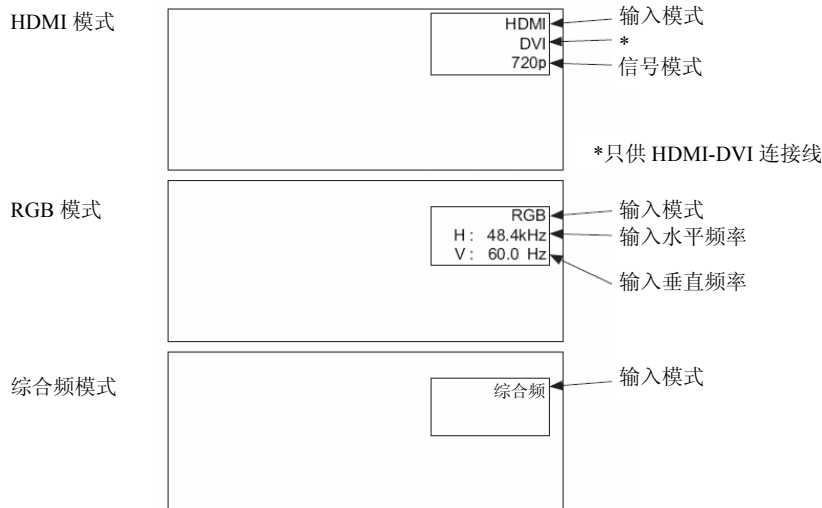 HDMI 模式
HDMI
DVI
720p
输入模式
*
信号模式
*只供 HDMI-DVI 连接线
RGB 模式
RGB
H : 48.4kHz
V : 60.0 Hz
输入模式
输入水平频率
输入垂直频率
综合频模式
综合频
输入模式